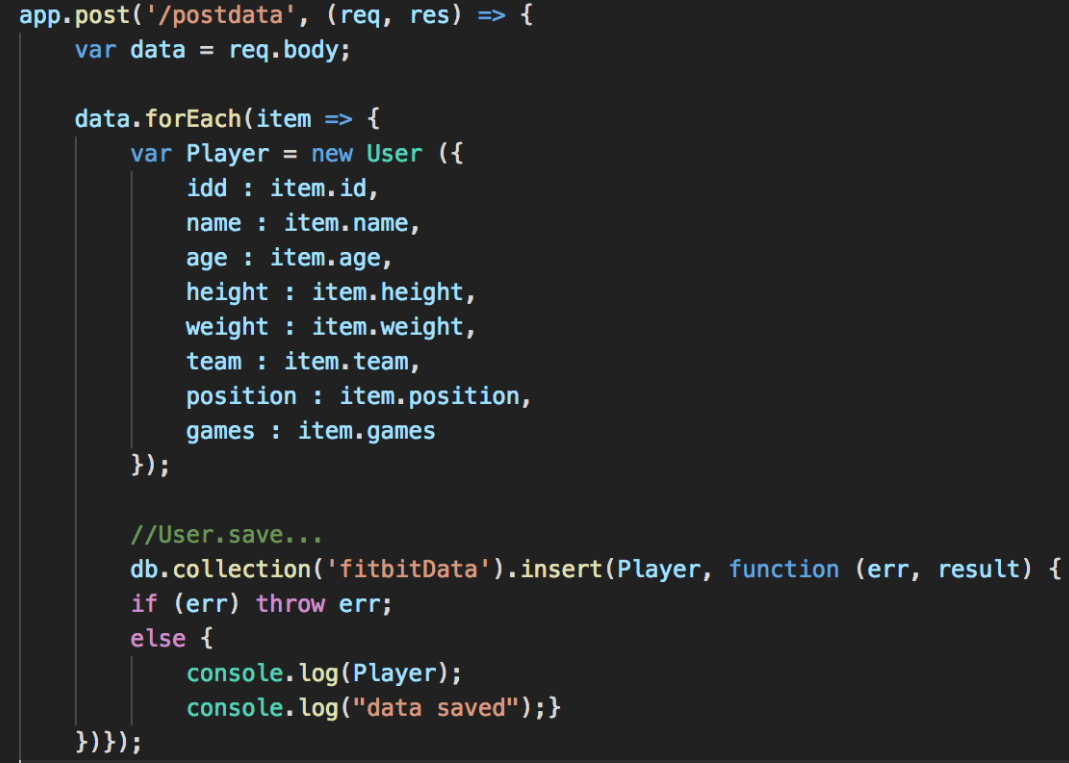 app.post('/postdata', (req, res) => {
    var data = req.body;

    data.forEach(item => {
        var Player = new User ({
            idd : item.id,
            name : item.name,
            age : item.age,
            height : item.height,
            weight : item.weight,
            team : item.team,
            position : item.position,
            games : item.games
        });

        //User.save...
        db.collection('fitbitData').insert(Player, function (err, result) {
        if (err) throw err;
        else {
            console.log(Player);
            console.log("data saved");}
    })});